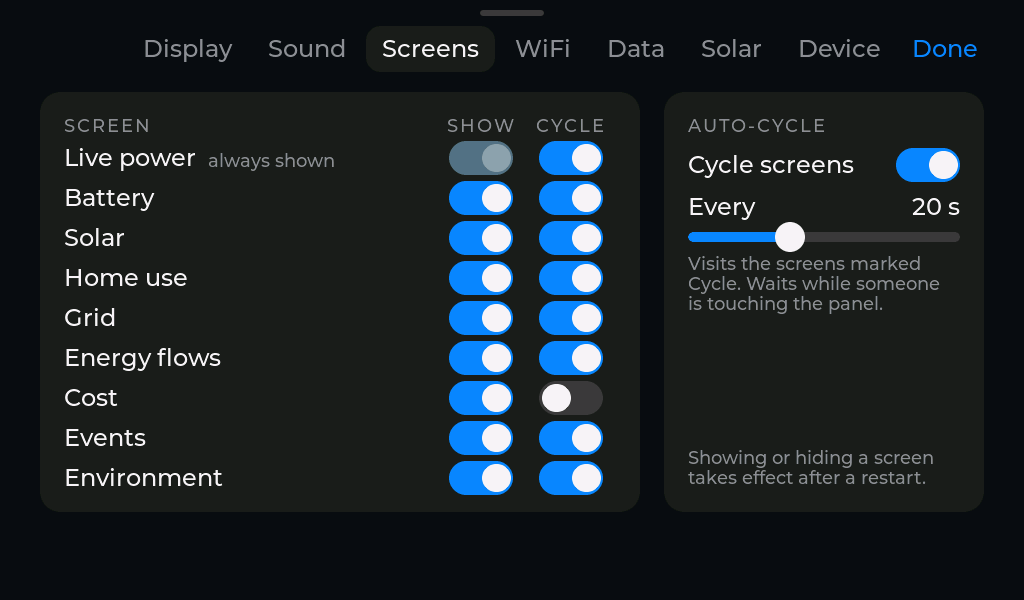 Display Sound Screens WiFi Data Solar Device Done
SCREEN SHOW CYCLE
Live power always shown
Battery
Solar
Home use
Grid
Energy flows
Cost
Events
Environment
AUTO-CYCLE
Cycle screens
Every 20 s
Visits the screens marked
Cycle. Waits while someone
is touching the panel.
Showing or hiding a screen
takes effect after a restart.